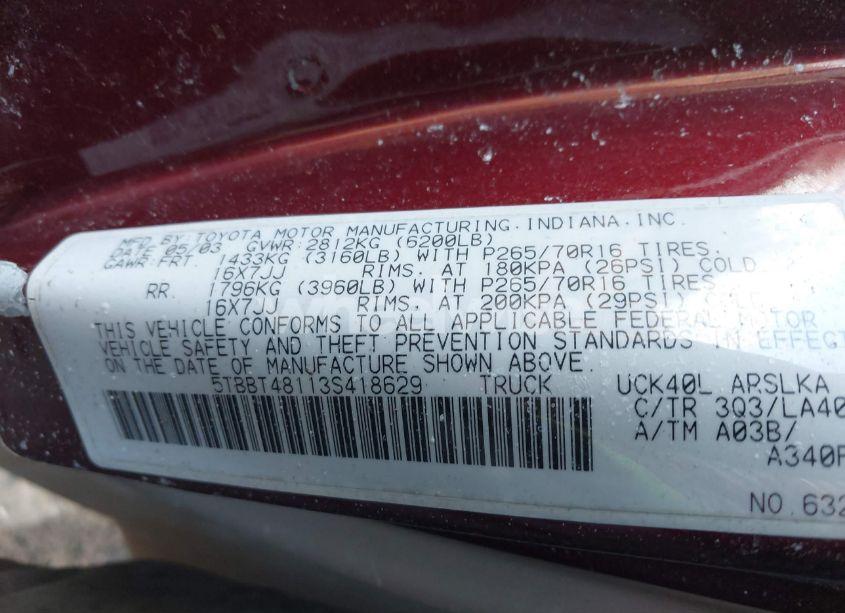 MFD. BY: TOYOTA MOTOR MANUFACTURING. INDIANA. INC.
DATE: 05/03 GVWR: 2812KG (6200LB)
GAWR: FRT 1433KG (3160LB) WITH P265/70R16 TIRES.
16X7JJ RIMS. AT 180KPA (26PSI) COLD.
RR. 1796KG (3960LB) WITH P265/70R16 TIRES.
16X7JJ RIMS. AT 200KPA (29PSI)
THIS VEHICLE CONFORMS TO ALL APPLICABLE FEDERAL MOTOR
VEHICLE SAFETY AND THEFT PREVENTION STANDARDS IN EFFECT
ON THE DATE OF MANUFACTURE SHOWN ABOVE.
5TBBT48113S418629 TRUCK UCK40L APSLKA
C/TR 3Q3/LA40
A/TM A03B/
A340F
NO.632